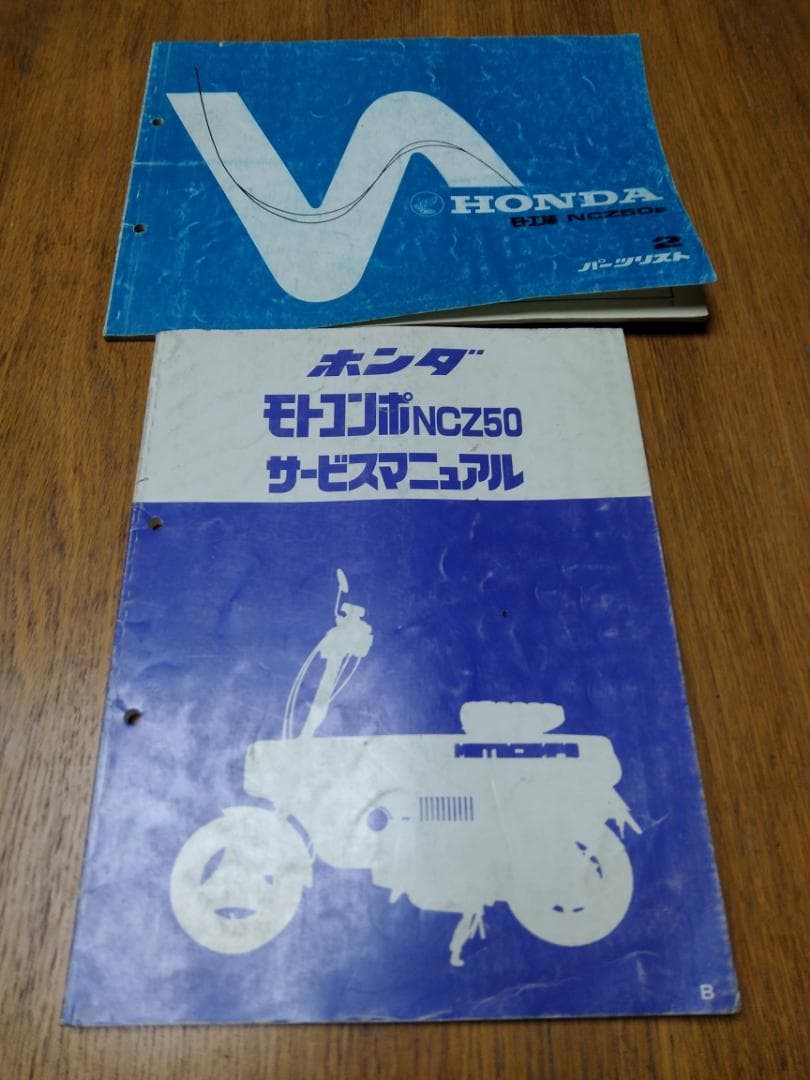 HONDA
モトコンポ NCZ50
2
パーツリスト
ホンダ
モトコンポNCZ50
サービスマニュアル
MOTOCOMPO
B